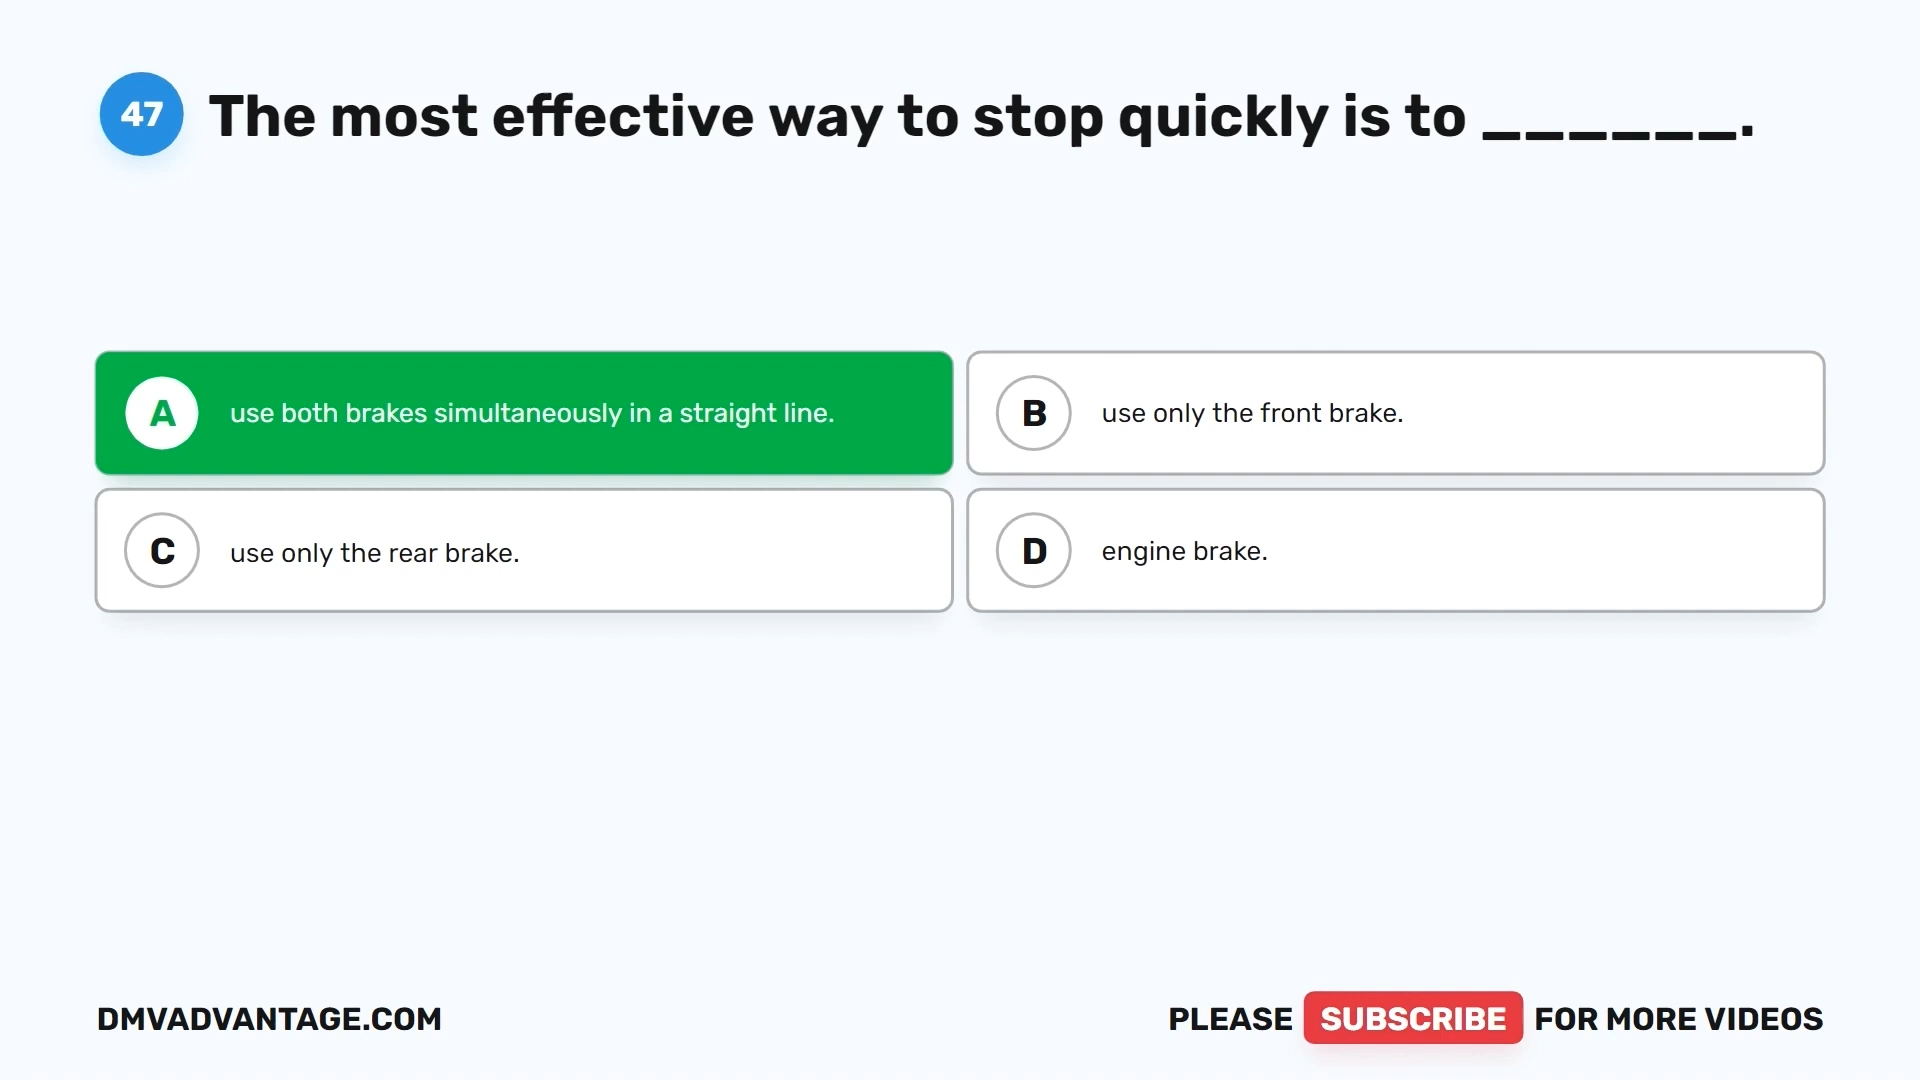 47 The most effective way to stop quickly is to ______.
A use both brakes simultaneously in a straight line.
B use only the front brake.
C use only the rear brake.
D engine brake.
DMVADVANTAGE.COM
PLEASE SUBSCRIBE FOR MORE VIDEOS